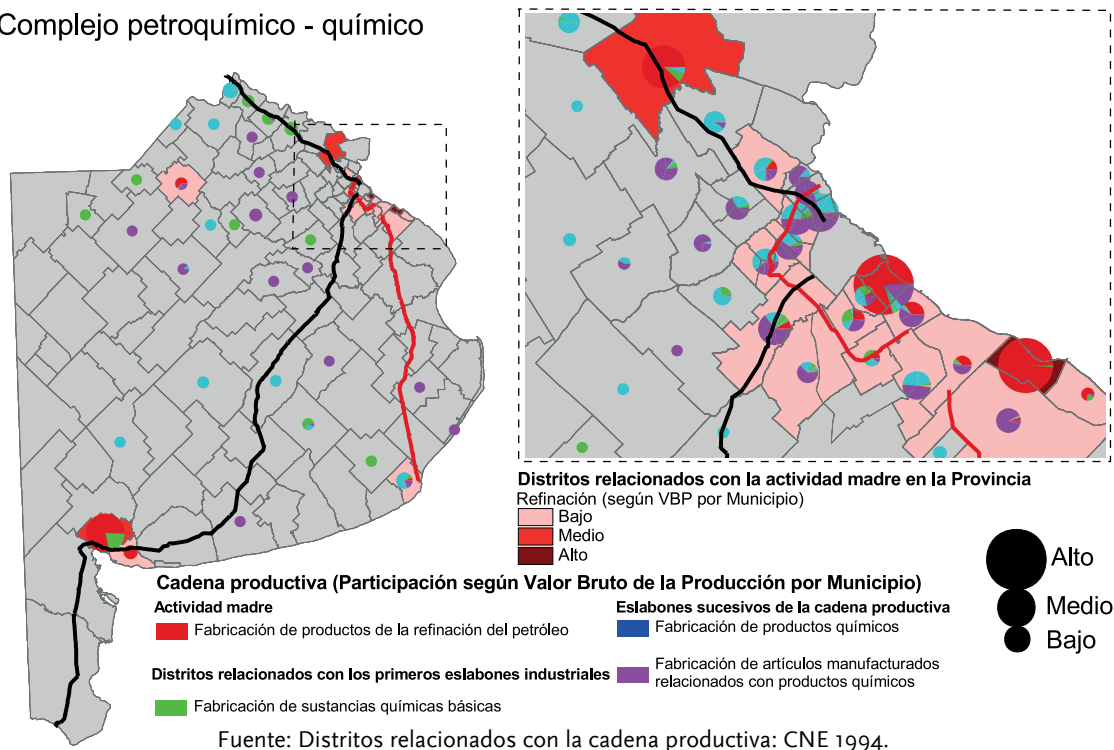 Complejo petroquímico - químico
Distritos relacionados con la actividad madre en la Provincia
Refinación (según VBP por Municipio)
Bajo
Medio
Alto
Alto
Medio
Bajo
Cadena productiva (Participación según Valor Bruto de la Producción por Municipio)
Actividad madre
Fabricación de productos de la refinación del petróleo
Distritos relacionados con los primeros eslabones industriales
Fabricación de sustancias químicas básicas
Eslabones sucesivos de la cadena productiva
Fabricación de productos químicos
Fabricación de artículos manufacturados
relacionados con productos químicos
Fuente: Distritos relacionados con la cadena productiva: CNE 1994.